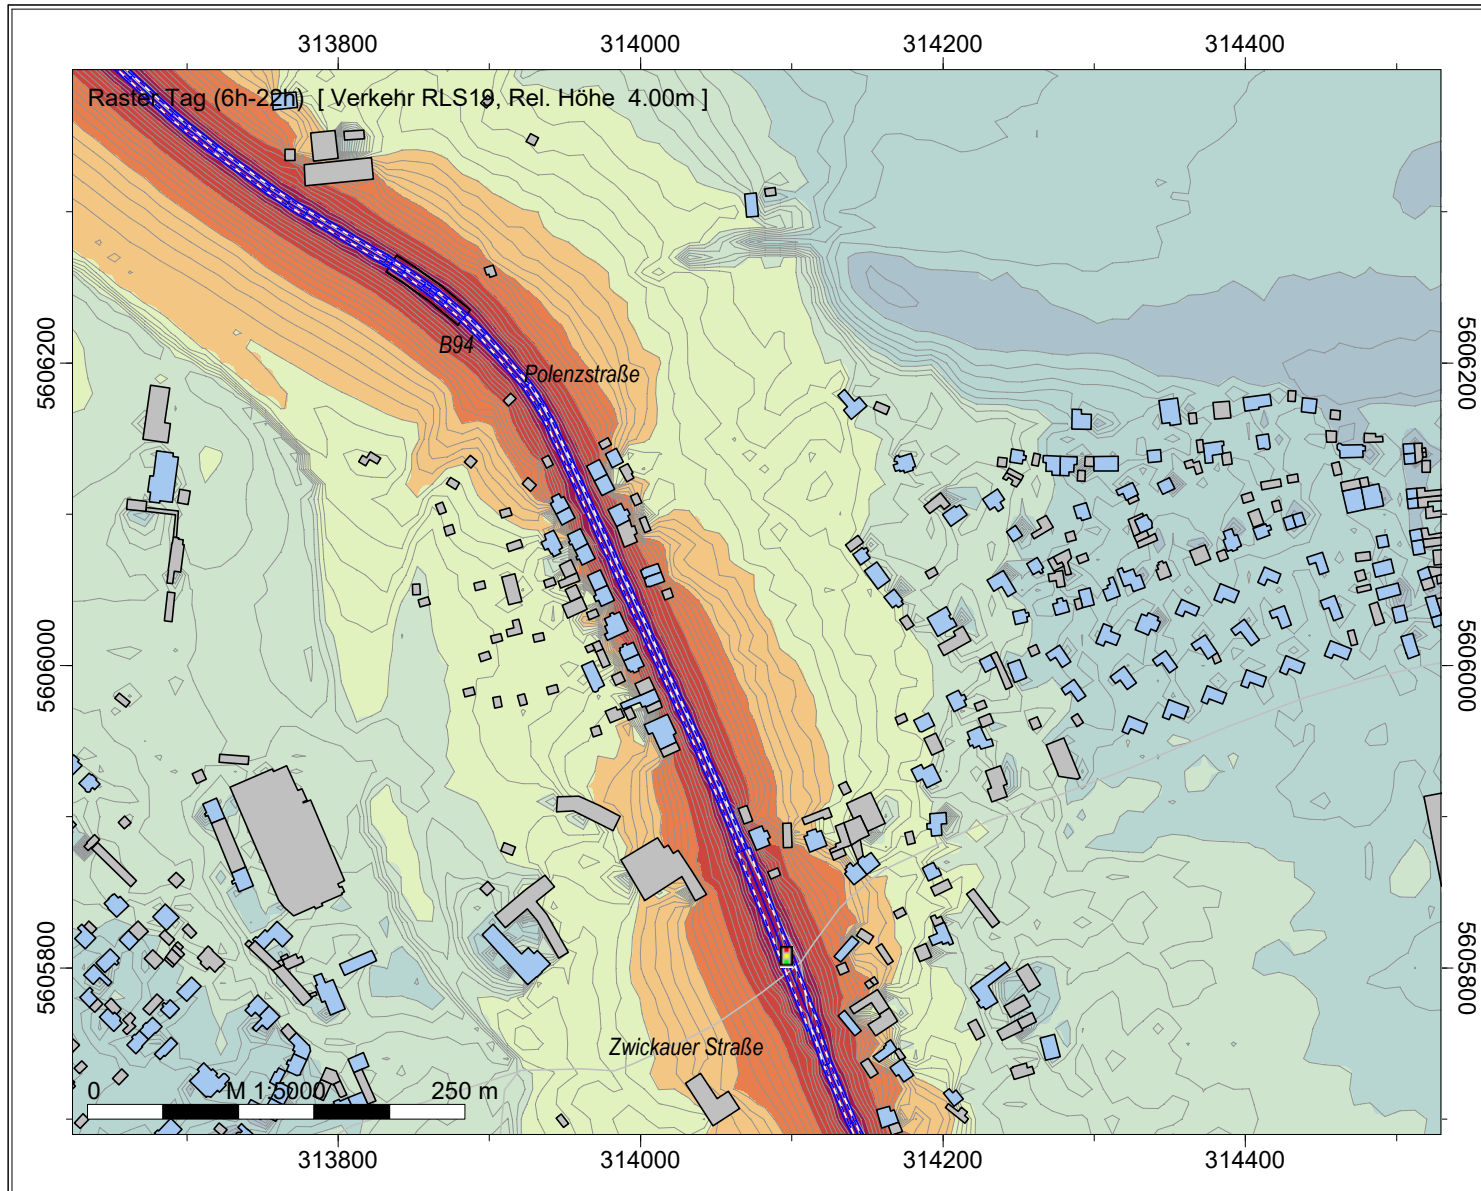 313800 314000 314200 314400
Raster Tag (6h-22h) [ Verkehr RLS19, Rel. Höhe 4.00m ]
5606200
5606200
B94
Polenzstraße
5606000
5606000
5605800
5605800
Zwickauer Straße
0 M 1:5000 250 m
313800 314000 314200 314400